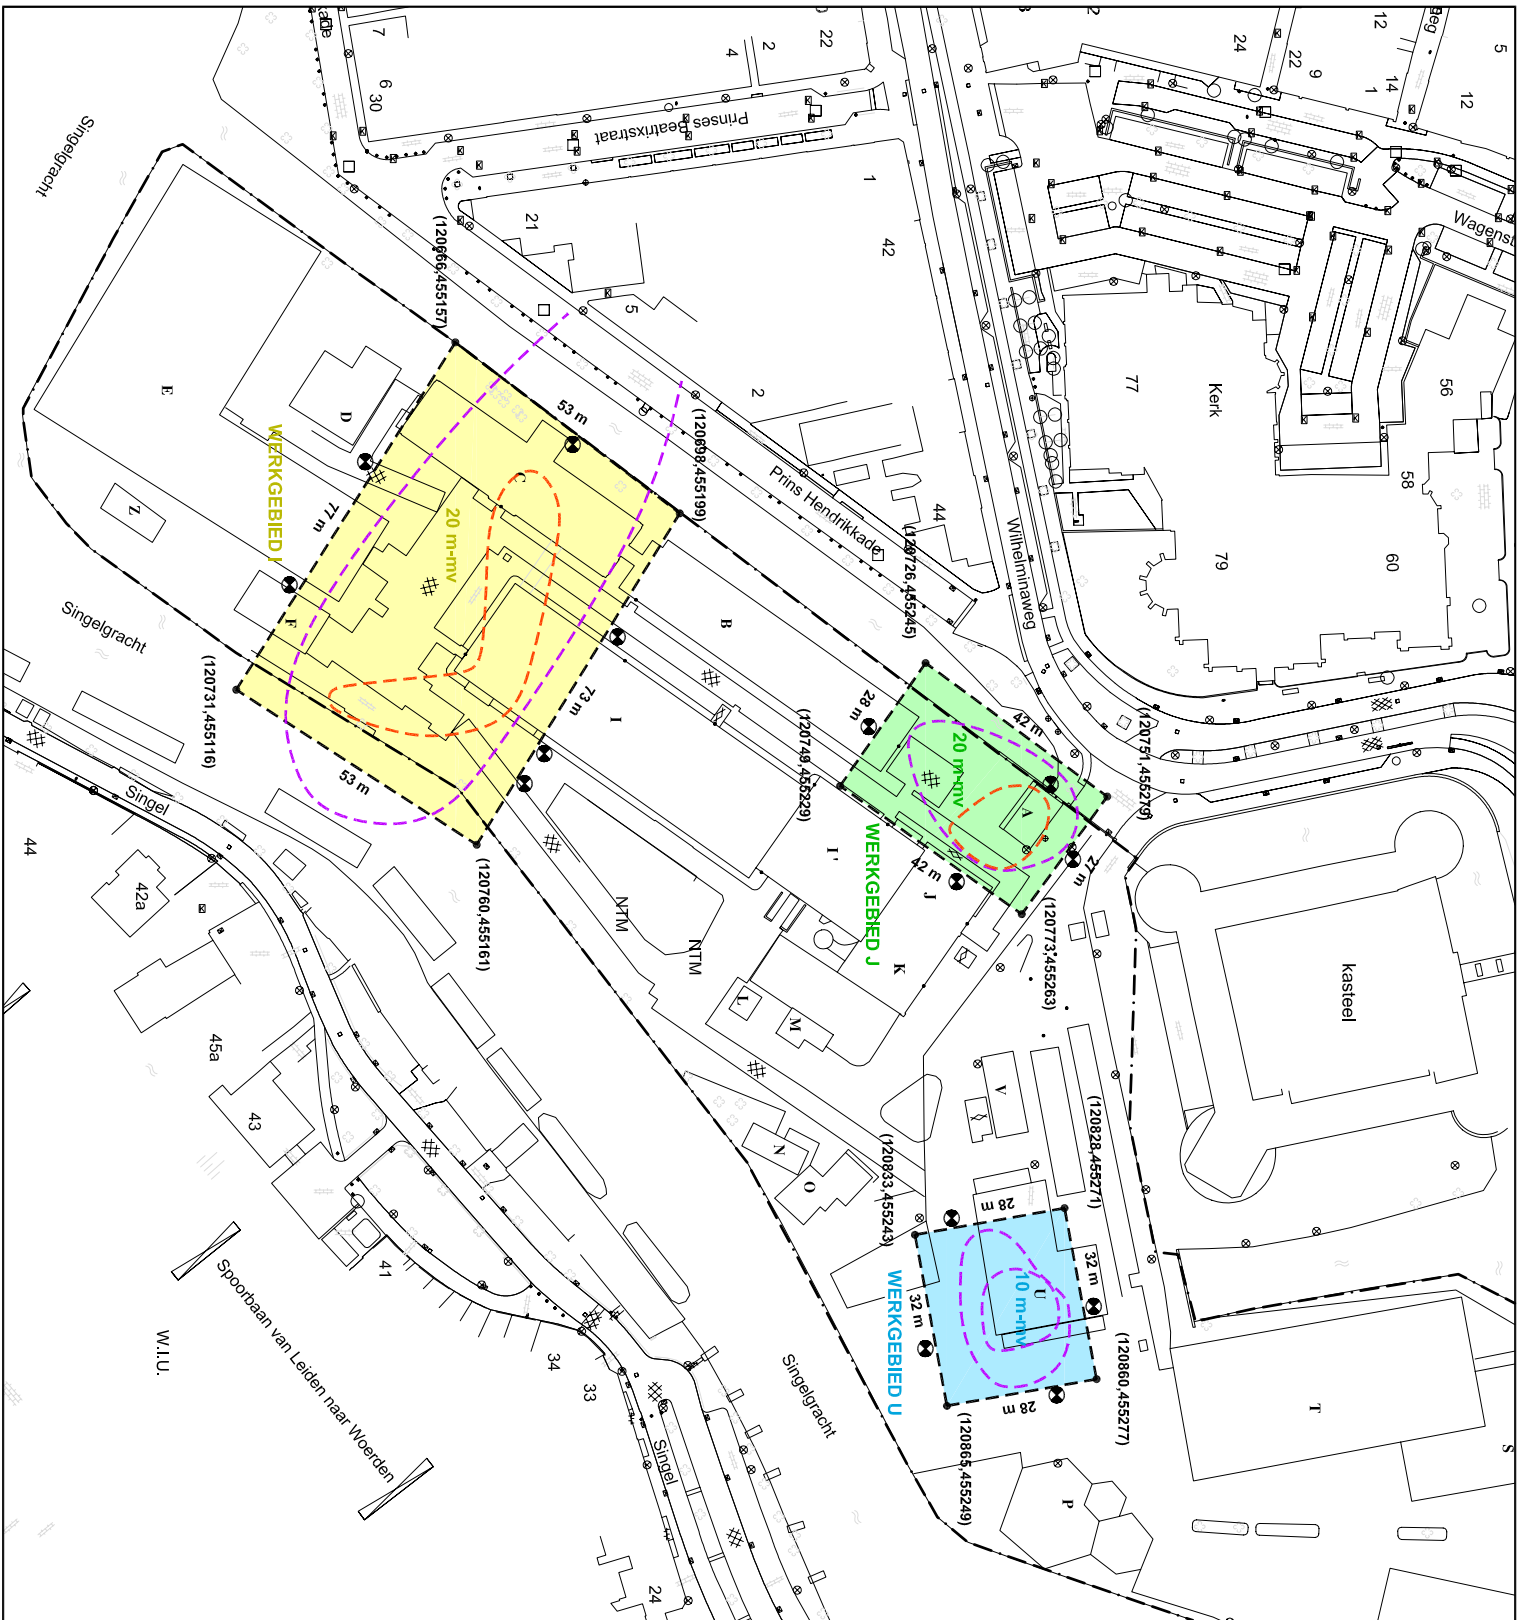 7
6
30
4
2
22
24
22
9
12
14
1
12
5
Prinses Beatrixstraat
1
42
21
5
2
44
Singelgracht
Wagenst
77
Kerk
79
56
58
60
Prins Hendrikkade
Wilhelminaweg
(120666,455157)
(120698,455199)
(120726,455245)
(120751,455279)
(120749,455229)
(120773,455263)
(120731,455116)
(120760,455161)
(120828,455271)
(120833,455243)
(120860,455277)
(120865,455249)
53 m
77 m
73 m
53 m
WERKGEBIED I
20 m-mv
28 m
42 m
42 m
27 m
20 m-mv
WERKGEBIED J
28 m
32 m
32 m
28 m
10 m-mv
WERKGEBIED U
E
D
Z
C
F
B
I
I'
A
J
K
L
M
N
O
V
U
T
S
P
NTM
NTM
kasteel
Singelgracht
Singel
44
42a
45a
43
41
34
33
24
Singel
Singelgracht
Spoorbaan van Leiden naar Woerden
W.I.U.